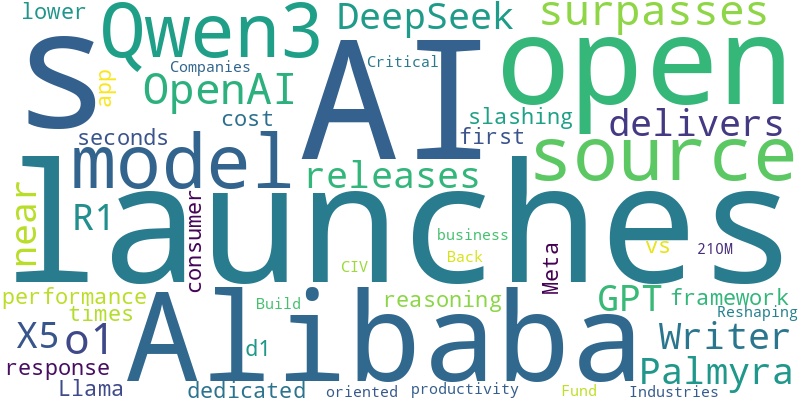 lower
Qwen3
DeepSeek
surpasses
s
AI
open
app
Companies
Critical
OpenAI
cost
slashing
delivers
seconds
first
model
source
releases
near
launches
R1
consumer
business
Back
Meta
vs
210M
CIV
performance
times
Build
reasoning
GPT
framework
Reshaping
X5
o1
Alibaba
d1
Writer
response
Palmyra
Llama
dedicated
oriented
productivity
Fund
Industries